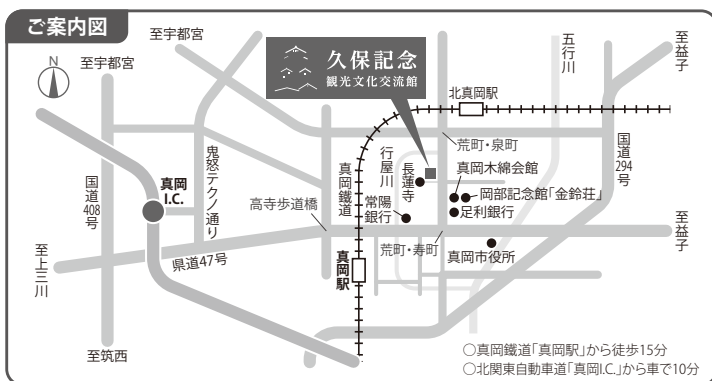 ご案内図
至宇都宮
至宇都宮
N
久保記念
観光文化交流館
五行川
至益子
北真岡駅
荒町・泉町
国道294号
鬼怒テクノ通り
真岡I.C.
国道408号
高寺歩道橋
真岡鐵道
行屋川
長蓮寺
常陽銀行
真岡木綿会館
岡部記念館「金鈴荘」
足利銀行
至益子
荒町・寿町
真岡市役所
県道47号
至上三川
真岡駅
至筑西
○真岡鐵道「真岡駅」から徒歩15分
○北関東自動車道「真岡I.C.」から車で10分